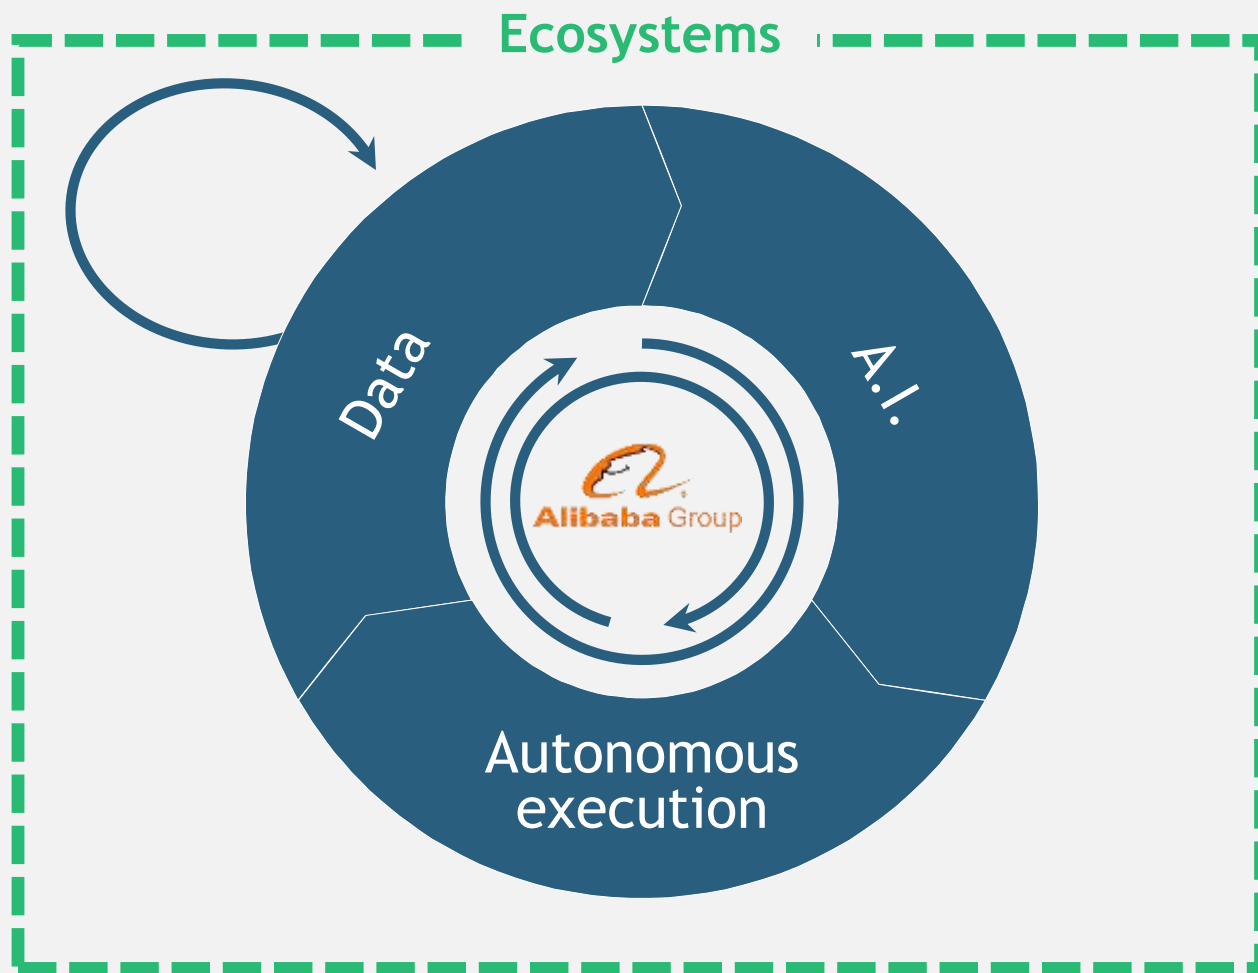 Ecosystems
Data
A.I.
Alibaba Group
Autonomous
execution